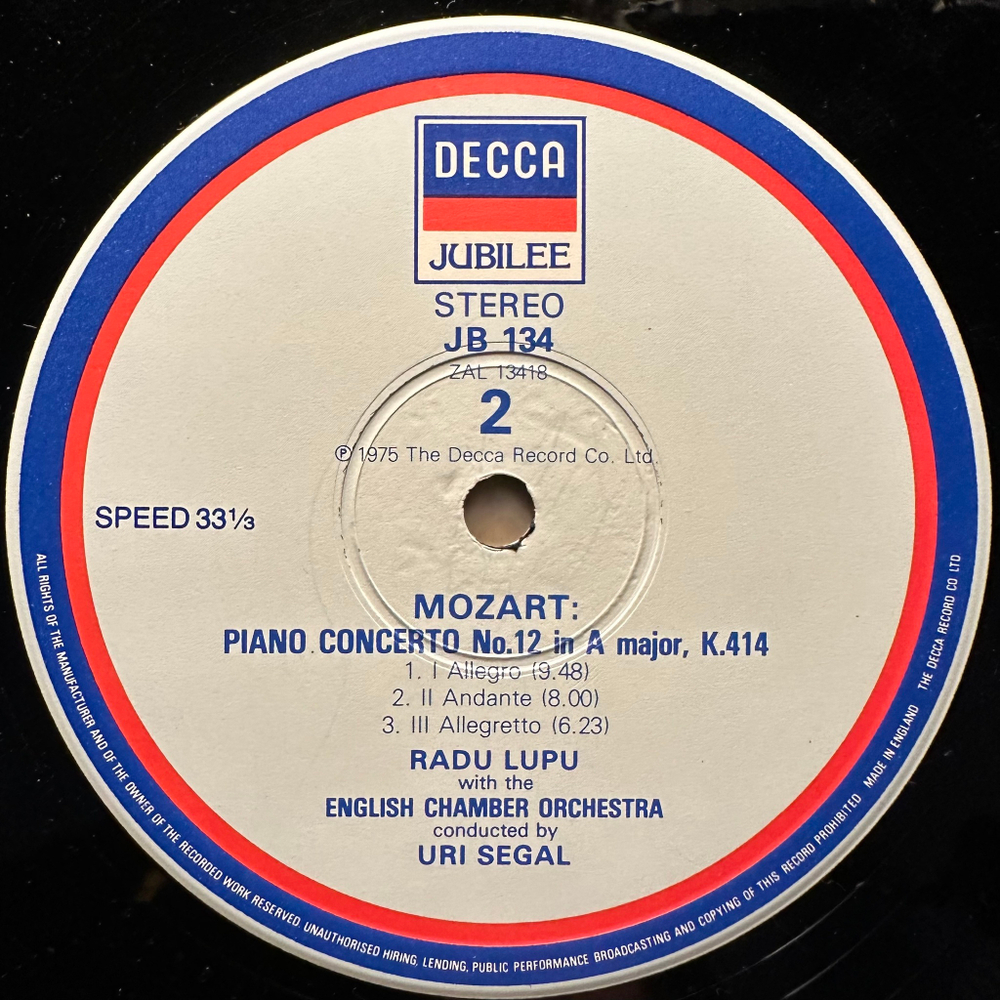 DECCA
JUBILEE
STEREO
JB 134
ZAL 13418
2
℗ 1975 The Decca Record Co. Ltd.
SPEED 33⅓
MOZART:
PIANO CONCERTO No.12 in A major, K.414
1. I Allegro (9.48)
2. II Andante (8.00)
3. III Allegretto (6.23)
RADU LUPU
with the
ENGLISH CHAMBER ORCHESTRA
conducted by
URI SEGAL
ALL RIGHTS OF THE MANUFACTURER AND OF THE OWNER OF THE RECORDED WORK RESERVED. UNAUTHORISED HIRING, LENDING, PUBLIC PERFORMANCE BROADCASTING AND COPYING OF THIS RECORD PROHIBITED MADE IN ENGLAND THE DECCA RECORD CO LTD